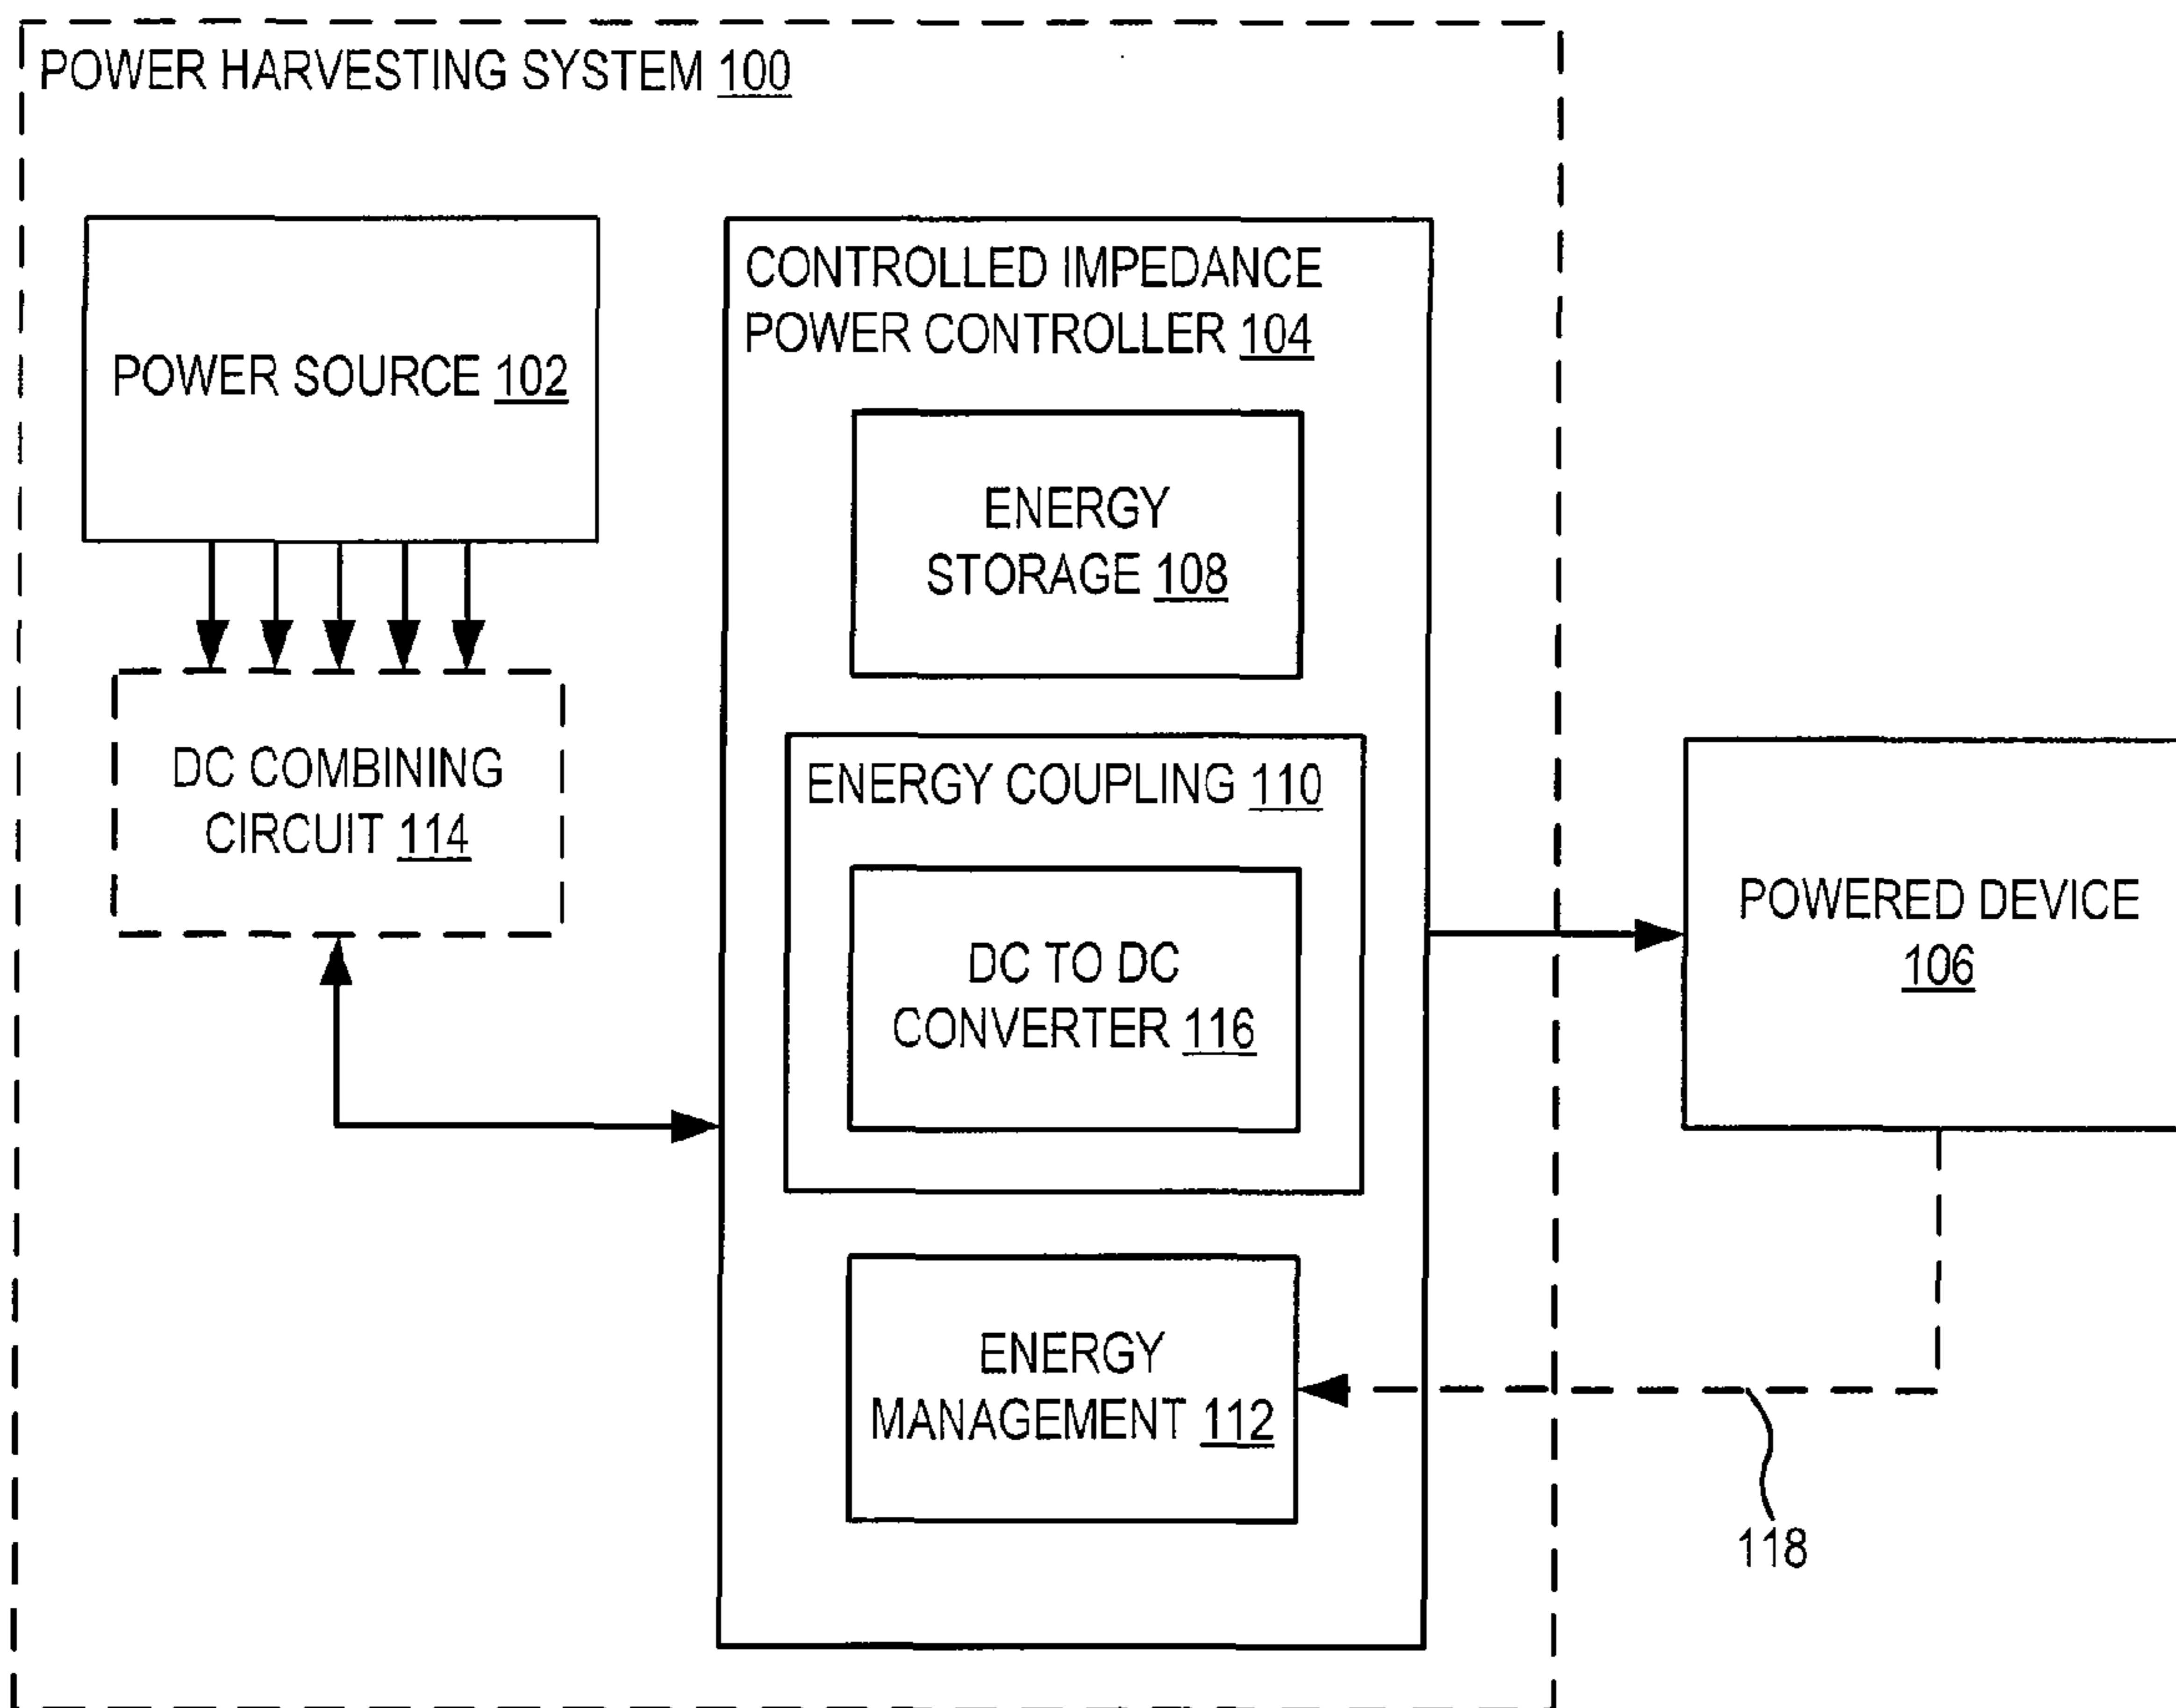 POWER HARVESTING SYSTEM 100
POWER SOURCE 102
DC COMBINING
CIRCUIT 114
CONTROLLED IMPEDANCE
POWER CONTROLLER 104
ENERGY
STORAGE 108
ENERGY COUPLING 110
DC TO DC
CONVERTER 116
ENERGY
MANAGEMENT 112
POWERED DEVICE
106
118